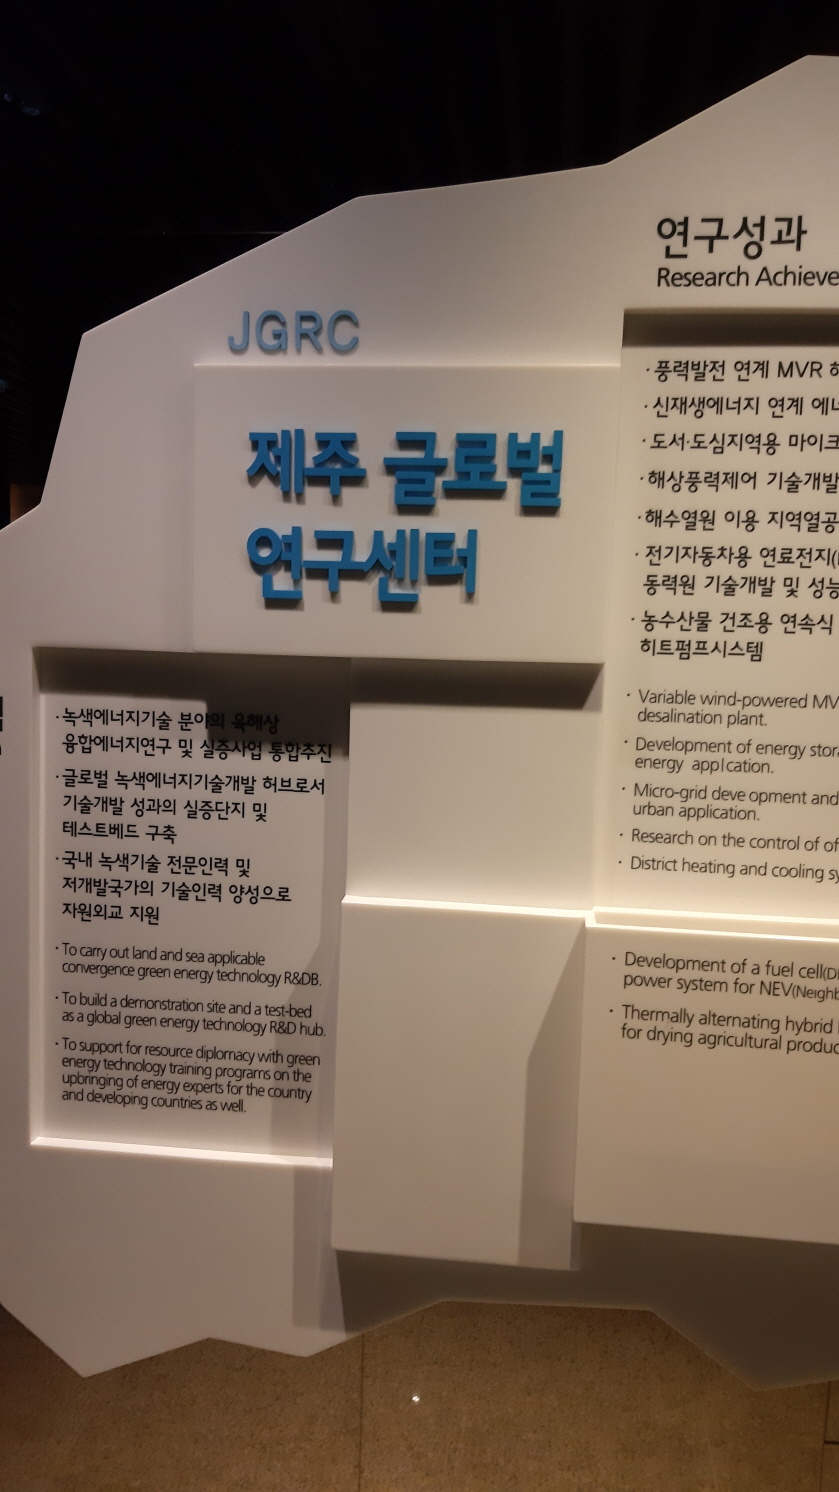 JGRC
제주 글로벌
연구센터
· 녹색에너지기술 분야의 육해상
융합에너지연구 및 실증사업 통합추진
· 글로벌 녹색에너지기술개발 허브로서
기술개발 성과의 실증단지 및
테스트베드 구축
· 국내 녹색기술 전문인력 및
저개발국가의 기술인력 양성으로
자원외교 지원
· To carry out land and sea applicable
convergence green energy technology R&DB.
· To build a demonstration site and a test-bed
as a global green energy technology R&D hub.
· To support for resource diplomacy with green
energy technology training programs on the
upbringing of energy experts for the country
and developing countries as well.
연구성과
Research Achieve
· 풍력발전 연계 MVR
· 신재생에너지 연계
· 도서·도심지역용 마이크
· 해상풍력제어 기술개발
· 해수열원 이용 지역열공
· 전기자동차용 연료전지(
동력원 기술개발 및 성능
· 농수산물 건조용 연속식
히트펌프시스템
· Variable wind-powered MV
desalination plant.
· Development of energy stor
energy appl cation.
· Micro-grid deve opment and
urban application.
· Research on the control of of
· District heating and cooling sy
· Development of a fuel cell(D
power system for NEV(Neighb
· Thermally alternating hybrid
for drying agricultural produc